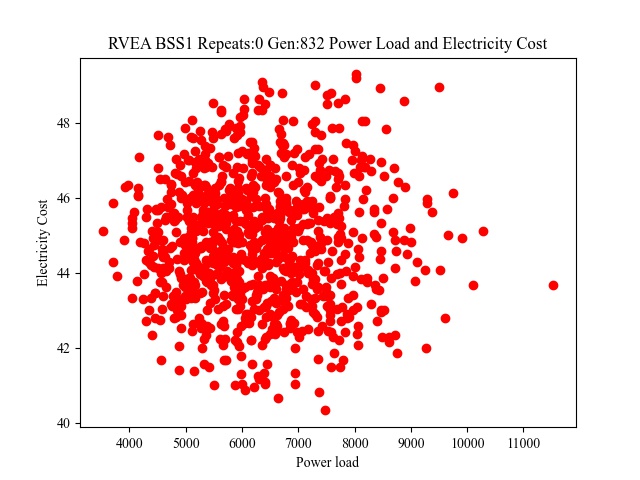 RVEA BSS1 Repeats:0 Gen:832 Power Load and Electricity Cost
48
46
44
42
40
Electricity Cost
4000 5000 6000 7000 8000 9000 10000 11000
Power load